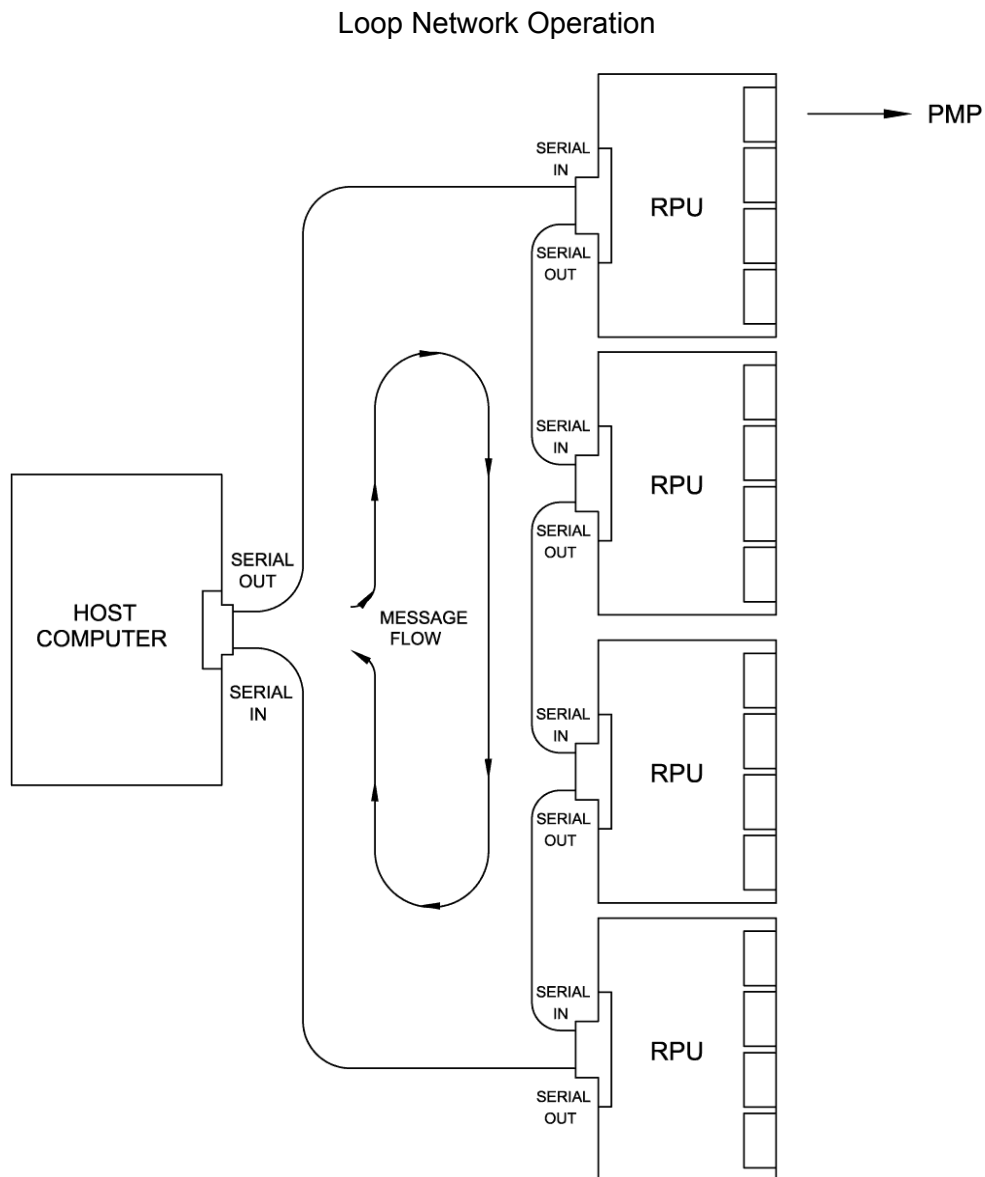 Loop Network Operation
PMP
SERIAL
IN
RPU
SERIAL
OUT
SERIAL
IN
RPU
SERIAL
OUT
SERIAL
OUT
HOST
COMPUTER
MESSAGE
FLOW
SERIAL
IN
SERIAL
IN
RPU
SERIAL
OUT
SERIAL
IN
RPU
SERIAL
OUT